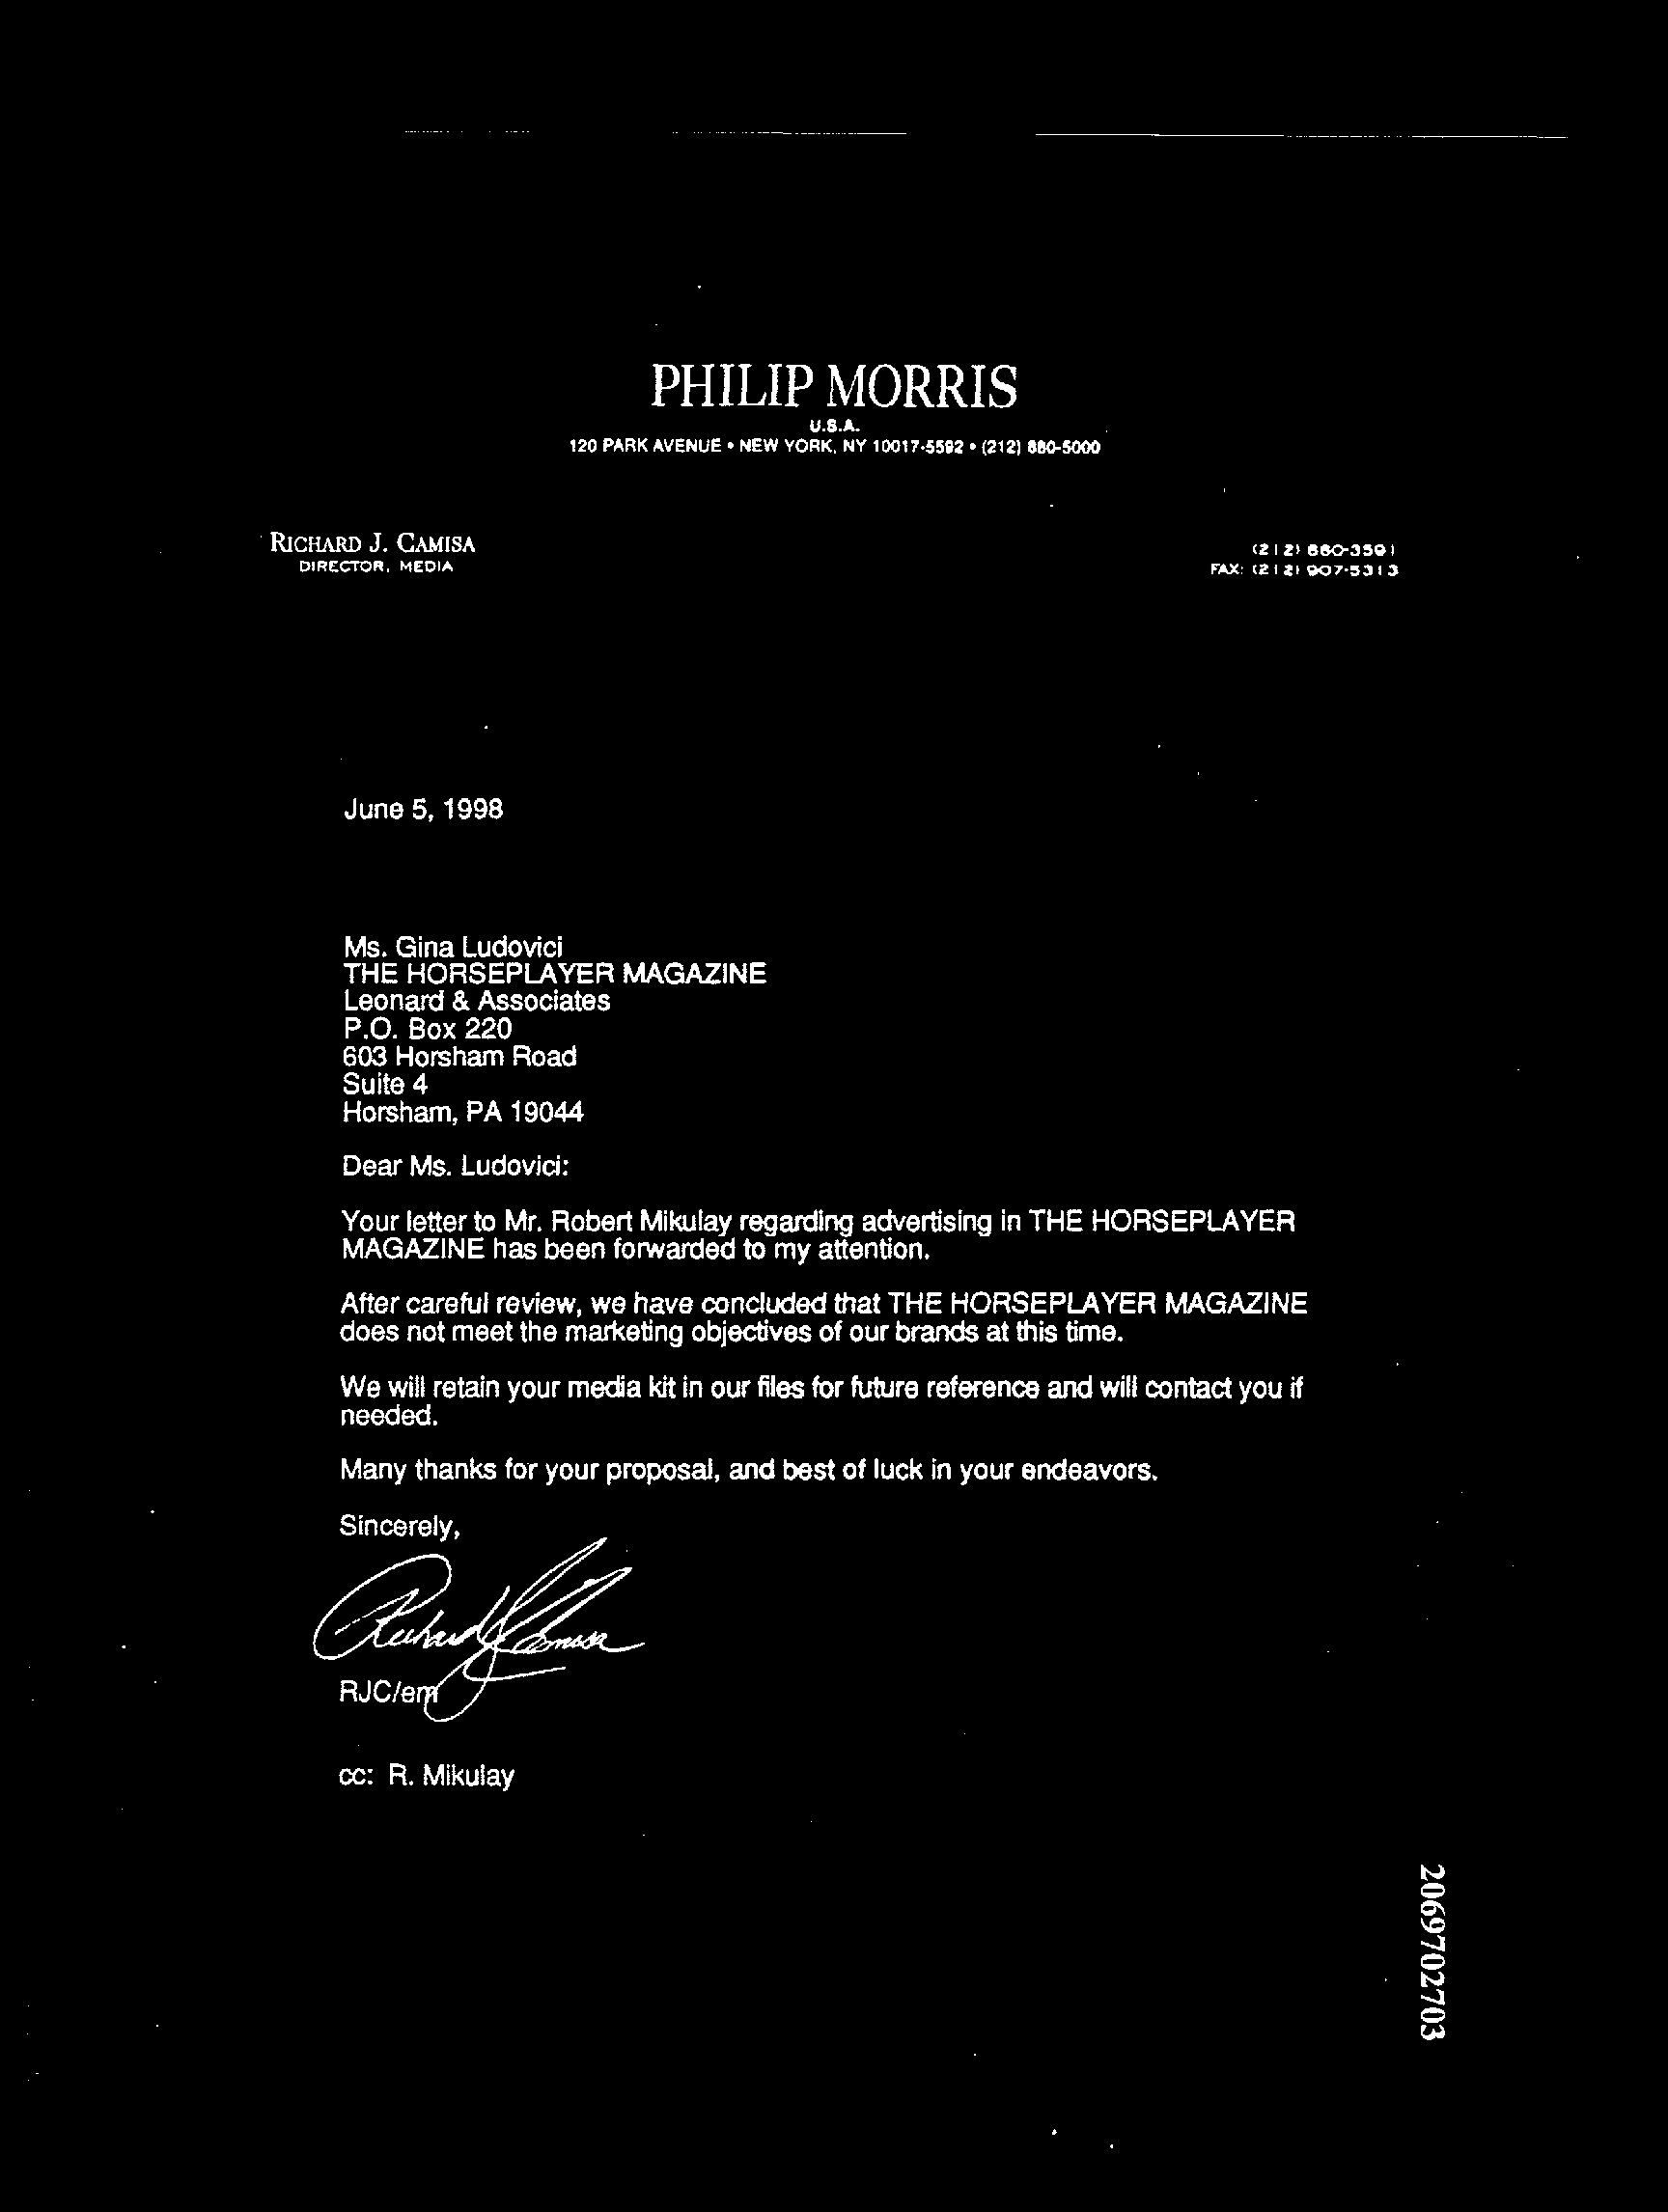 PHILIP MORRIS
U.S.A.
120 PARK AVENUE • NEW YORK, NY 10017-5592 • (212) 880-5000
RICHARD J. CAMISA
DIRECTOR, MEDIA
(212) 880-3591
FAX: (212) 907-5313
June 5, 1998
Ms. Gina Ludovici
THE HORSEPLAYER MAGAZINE
Leonard & Associates
P.O. Box 220
603 Horsham Road
Suite 4
Horsham, PA 19044
Dear Ms. Ludovici:
Your letter to Mr. Robert Mikulay regarding advertising in THE HORSEPLAYER
MAGAZINE has been forwarded to my attention.
After careful review, we have concluded that THE HORSEPLAYER MAGAZINE
does not meet the marketing objectives of our brands at this time.
We will retain your media kit in our files for future reference and will contact you if
needed.
Many thanks for your proposal, and best of luck in your endeavors.
Sincerely,
Richard J Camisa
RJC/em
cc: R. Mikulay
2069702703